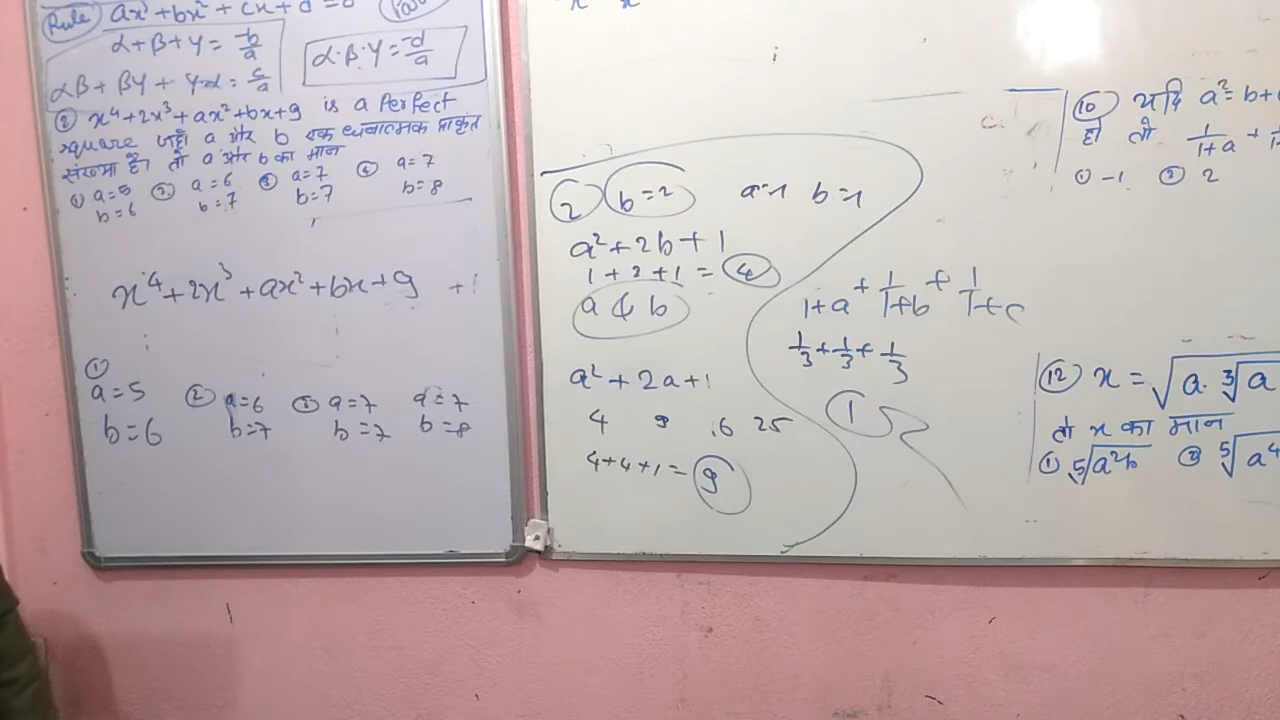 Rule ax³+bx²+cx+d=0
α+β+γ=-b/a
α·β·γ=-d/a
αβ+βγ+γ·α=c/a
② x⁴+2x³+ax²+bx+9 is a Perfect
square जहाँ a और b एक धनात्मक प्राकृत
संख्या है। तो a और b का मान
① a=5 ② a=6 ③ a=7 ④ a=7
b=6 b=7 b=7 b=8
x⁴+2x³+ax²+bx+9 +
① a=5 ② a=6 ③ a=7 a=7
b=6 b=7 b=7 b=8
2 b=2 a=1 b=1
a²+2b+1
1+2+1=4
a & b
a²+2a+1
4 9 16 25
4+4+1=9
1+a + 1/1+b + 1/1+c
1/3+1/3+1/3
1
⑩ यदि a²=b+
हो तो 1/1+a +
① -1 ② 2
⑫ x=√a·∛a
तो x का मान
① ⁵√a²b ② ⁵√a⁴